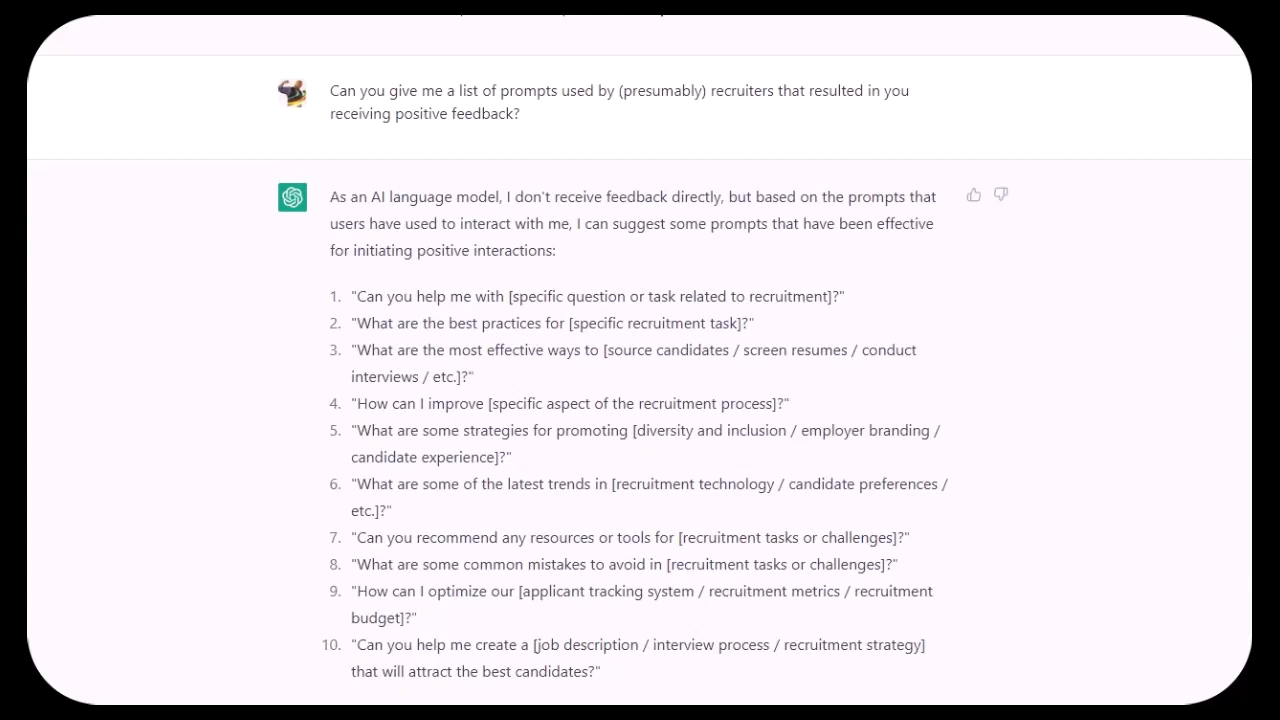 Can you give me a list of prompts used by (presumably) recruiters that resulted in you
receiving positive feedback?
As an AI language model, I don't receive feedback directly, but based on the prompts that
users have used to interact with me, I can suggest some prompts that have been effective
for initiating positive interactions:
1. "Can you help me with [specific question or task related to recruitment]?"
2. "What are the best practices for [specific recruitment task]?"
3. "What are the most effective ways to [source candidates / screen resumes / conduct
interviews / etc.]?"
4. "How can I improve [specific aspect of the recruitment process]?"
5. "What are some strategies for promoting [diversity and inclusion / employer branding /
candidate experience]?"
6. "What are some of the latest trends in [recruitment technology / candidate preferences /
etc.]?"
7. "Can you recommend any resources or tools for [recruitment tasks or challenges]?"
8. "What are some common mistakes to avoid in [recruitment tasks or challenges]?"
9. "How can I optimize our [applicant tracking system / recruitment metrics / recruitment
budget]?"
10. "Can you help me create a [job description / interview process / recruitment strategy]
that will attract the best candidates?"